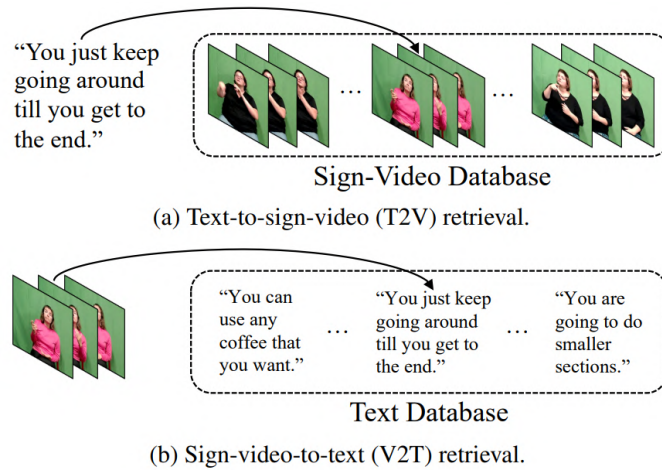 “You just keep
going around
till you get to
the end.”
...
...
Sign-Video Database
(a) Text-to-sign-video (T2V) retrieval.
“You can
use any
coffee that
you want.”
...
“You just keep
going around
till you get to
the end.”
...
“You are
going to do
smaller
sections.”
Text Database
(b) Sign-video-to-text (V2T) retrieval.